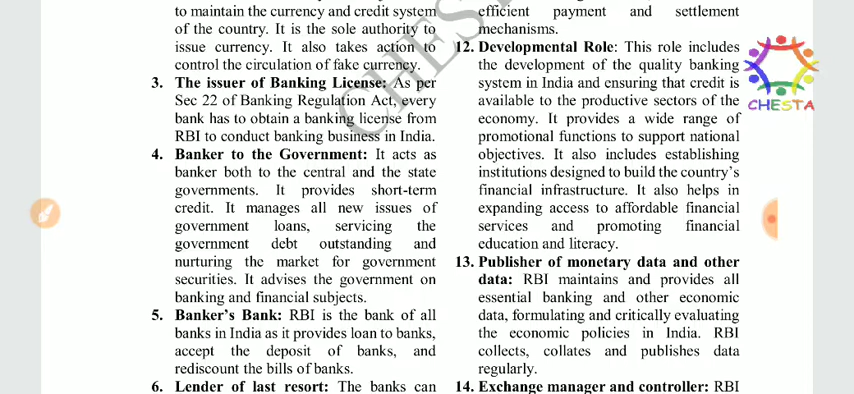 to maintain the currency and credit system
of the country. It is the sole authority to
issue currency. It also takes action to
control the circulation of fake currency.
3. The issuer of Banking License: As per
Sec 22 of Banking Regulation Act, every
bank has to obtain a banking license from
RBI to conduct banking business in India.
4. Banker to the Government: It acts as
banker both to the central and the state
governments. It provides short-term
credit. It manages all new issues of
government loans, servicing the
government debt outstanding and
nurturing the market for government
securities. It advises the government on
banking and financial subjects.
5. Banker's Bank: RBI is the bank of all
banks in India as it provides loan to banks,
accept the deposit of banks, and
rediscount the bills of banks.
6. Lender of last resort: The banks can
efficient payment and settlement
mechanisms.
12. Developmental Role: This role includes
the development of the quality banking
system in India and ensuring that credit is
available to the productive sectors of the
economy. It provides a wide range of
promotional functions to support national
objectives. It also includes establishing
institutions designed to build the country's
financial infrastructure. It also helps in
expanding access to affordable financial
services and promoting financial
education and literacy.
13. Publisher of monetary data and other
data: RBI maintains and provides all
essential banking and other economic
data, formulating and critically evaluating
the economic policies in India. RBI
collects, collates and publishes data
regularly.
14. Exchange manager and controller: RBI
CHESTA